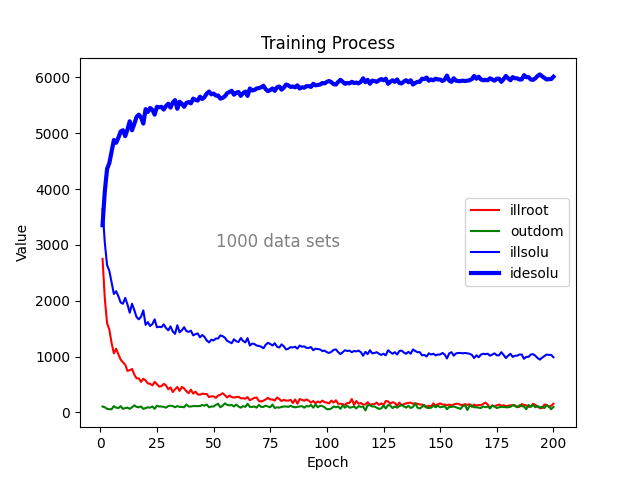 Training Process
6000
5000
4000
3000
2000
1000
0
Value
1000 data sets
illroot
outdom
illsolu
idesolu
0 25 50 75 100 125 150 175 200
Epoch